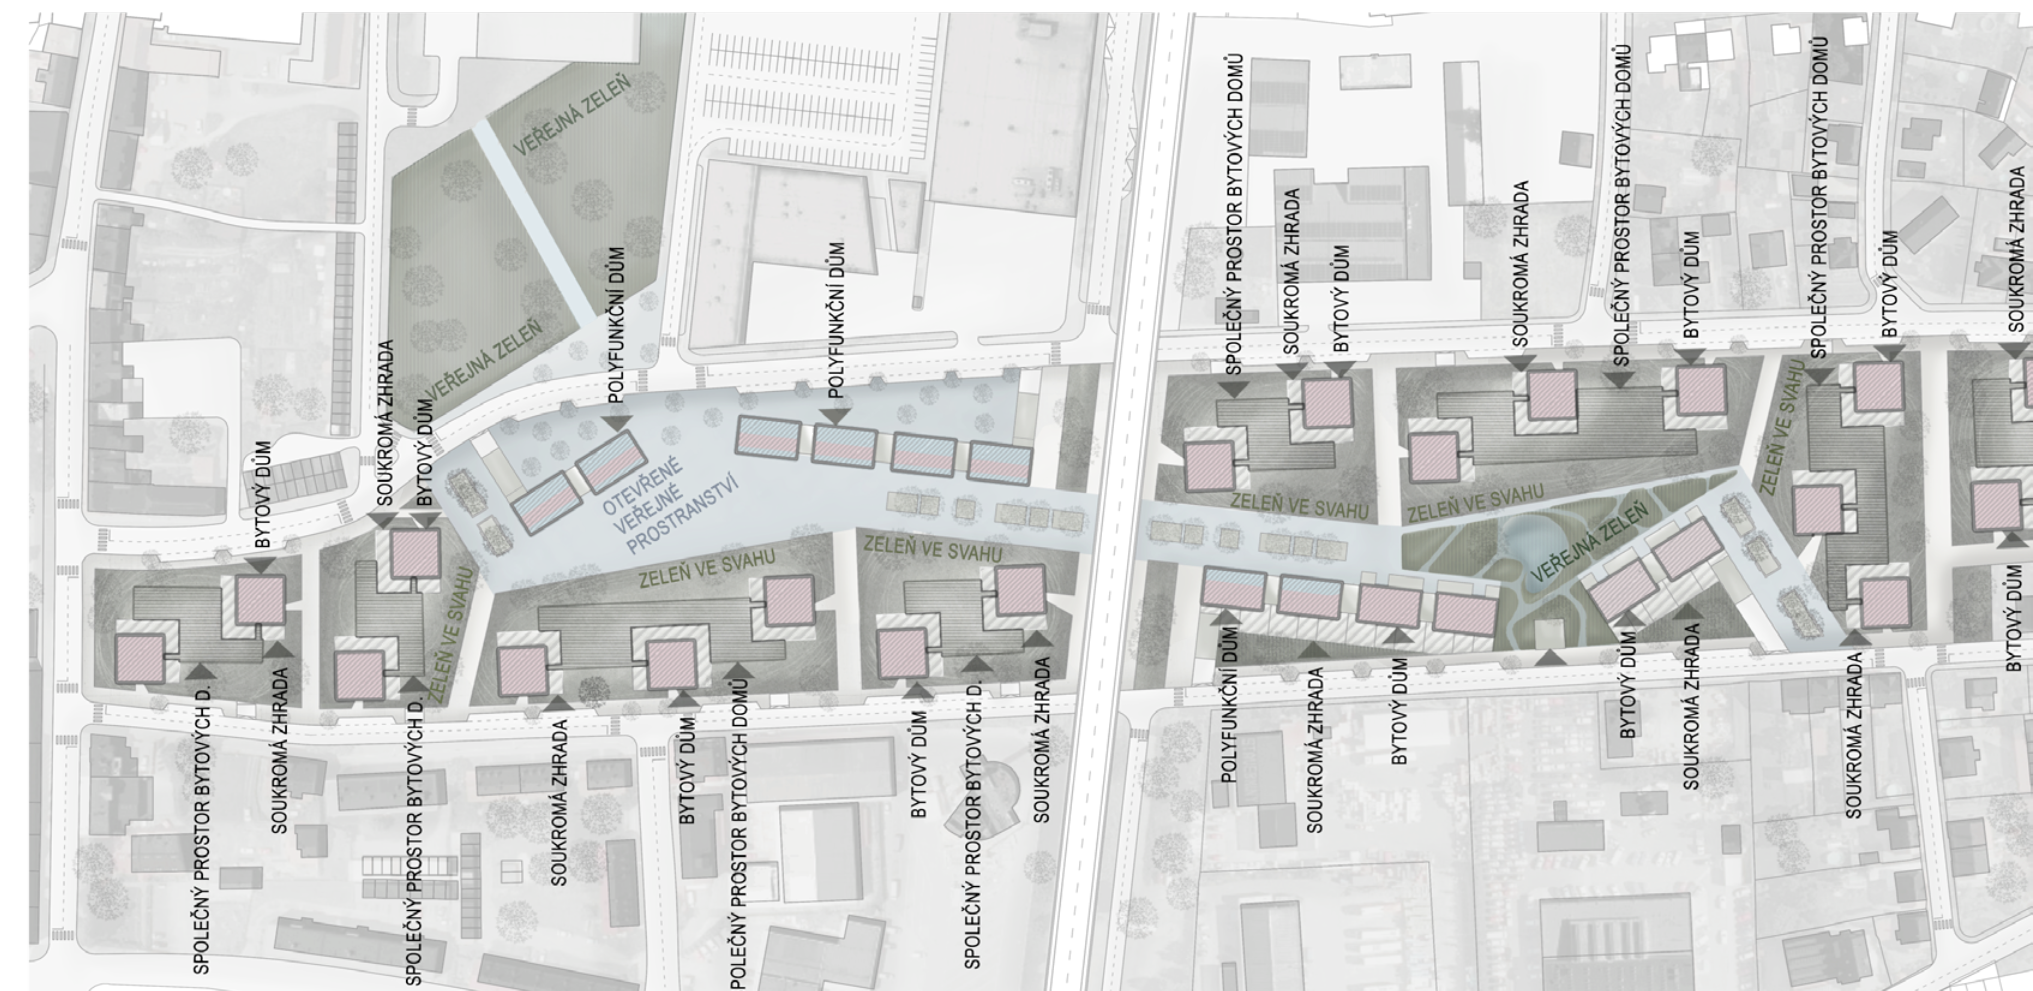 VEŘEJNÁ ZELEŇ
VEŘEJNÁ ZELEŇ
SOUKROMÁ ZHRADA
BYTOVÝ DŮM
BYTOVÝ DŮM
POLYFUNKČNÍ DŮM
POLYFUNKČNÍ DŮM
OTEVŘENÉ
VEŘEJNÉ
PROSTRANSTVÍ
ZELEŇ VE SVAHU
ZELEŇ VE SVAHU
ZELEŇ VE SVAHU
SPOLEČNÝ PROSTOR BYTOVÝCH D.
SOUKROMÁ ZHRADA
SPOLEČNÝ PROSTOR BYTOVÝCH D.
SOUKROMÁ ZHRADA
BYTOVÝ DŮM
POLEČNÝ PROSTOR BYTOVÝCH DOMŮ
BYTOVÝ DŮM
SPOLEČNÝ PROSTOR BYTOVÝCH D.
SOUKROMÁ ZHRADA
SPOLEČNÝ PROSTOR BYTOVÝCH DOMŮ
SOUKROMÁ ZHRADA
BYTOVÝ DŮM
SOUKROMÁ ZHRADA
SPOLEČNÝ PROSTOR BYTOVÝCH DOMŮ
BYTOVÝ DŮM
SPOLEČNÝ PROSTOR BYTOVÝCH DOMŮ
BYTOVÝ DŮM
SOUKROMÁ ZHRADA
ZELEŇ VE SVAHU
ZELEŇ VE SVAHU
ZELEŇ VE SVAHU
VEŘEJNÁ ZELEŇ
POLYFUNKČNÍ DŮM
SOUKROMÁ ZHRADA
BYTOVÝ DŮM
BYTOVÝ DŮM
SOUKROMÁ ZHRADA
SOUKROMÁ ZHRADA
BYTOVÝ DŮM